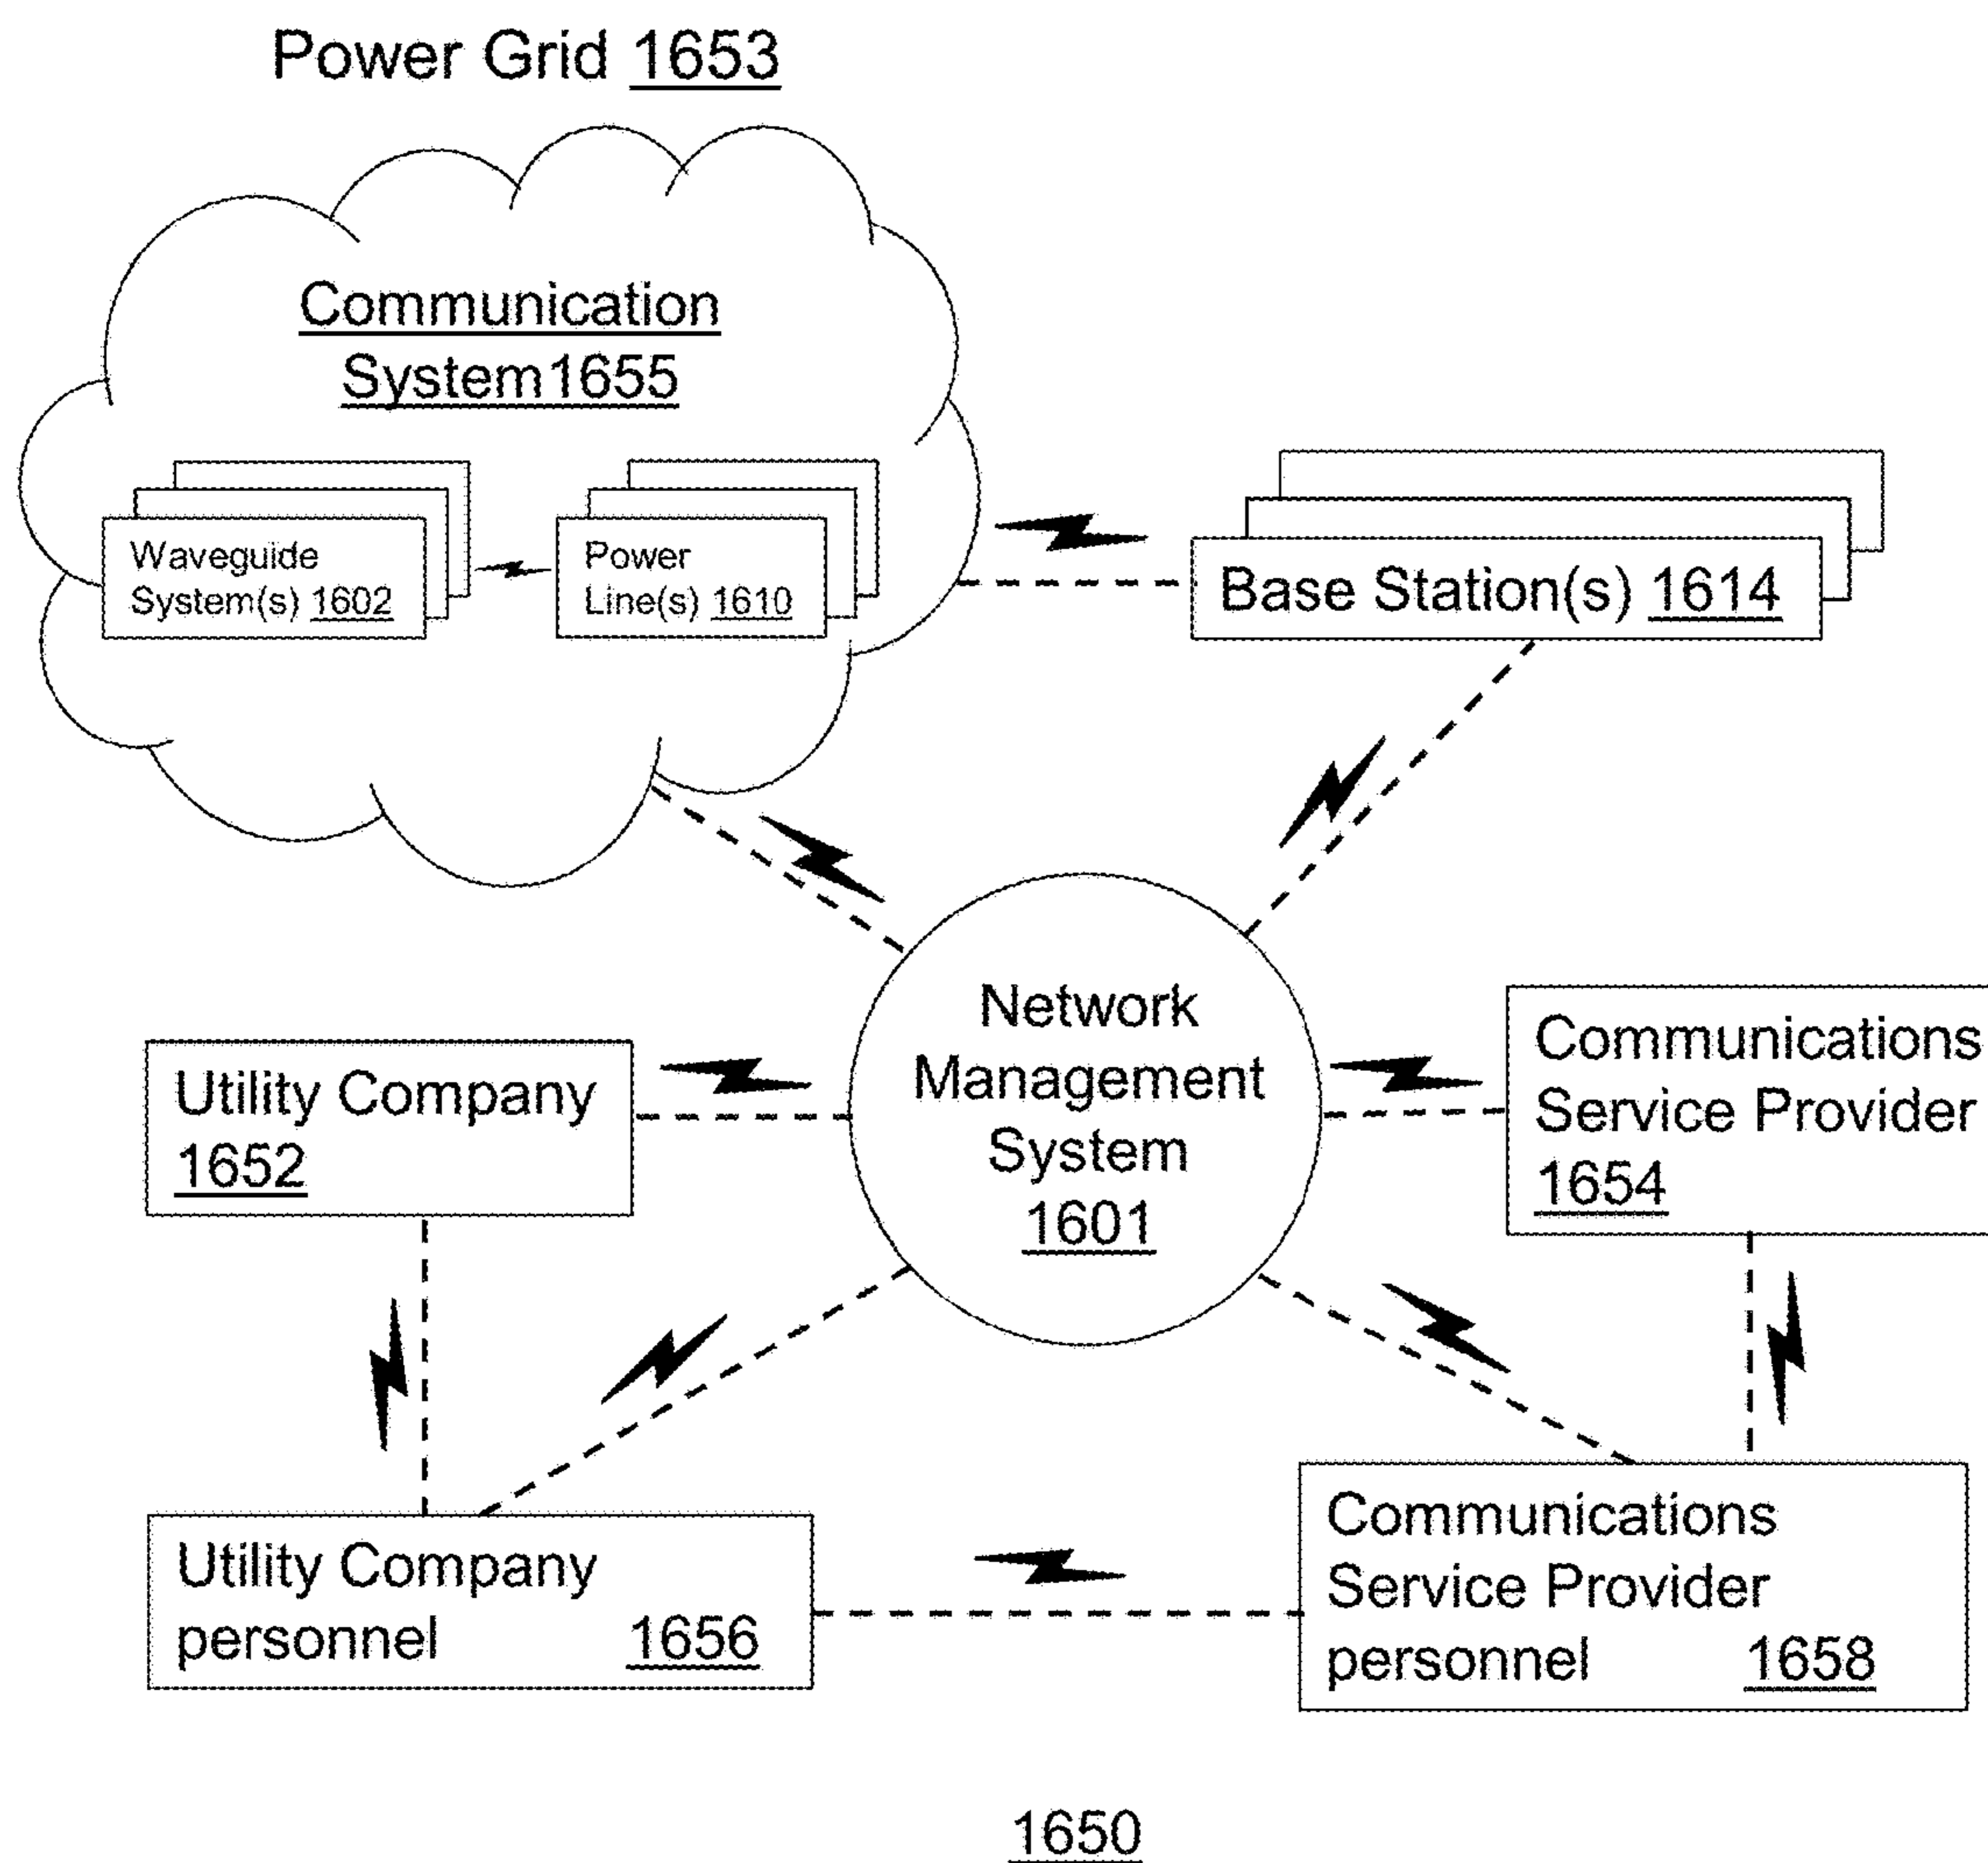 Power Grid 1653
Communication
System1655
Waveguide
System(s) 1602
Power
Line(s) 1610
Base Station(s) 1614
Network
Management
System
1601
Utility Company
1652
Communications
Service Provider
1654
Utility Company
personnel 1656
Communications
Service Provider
personnel 1658
1650